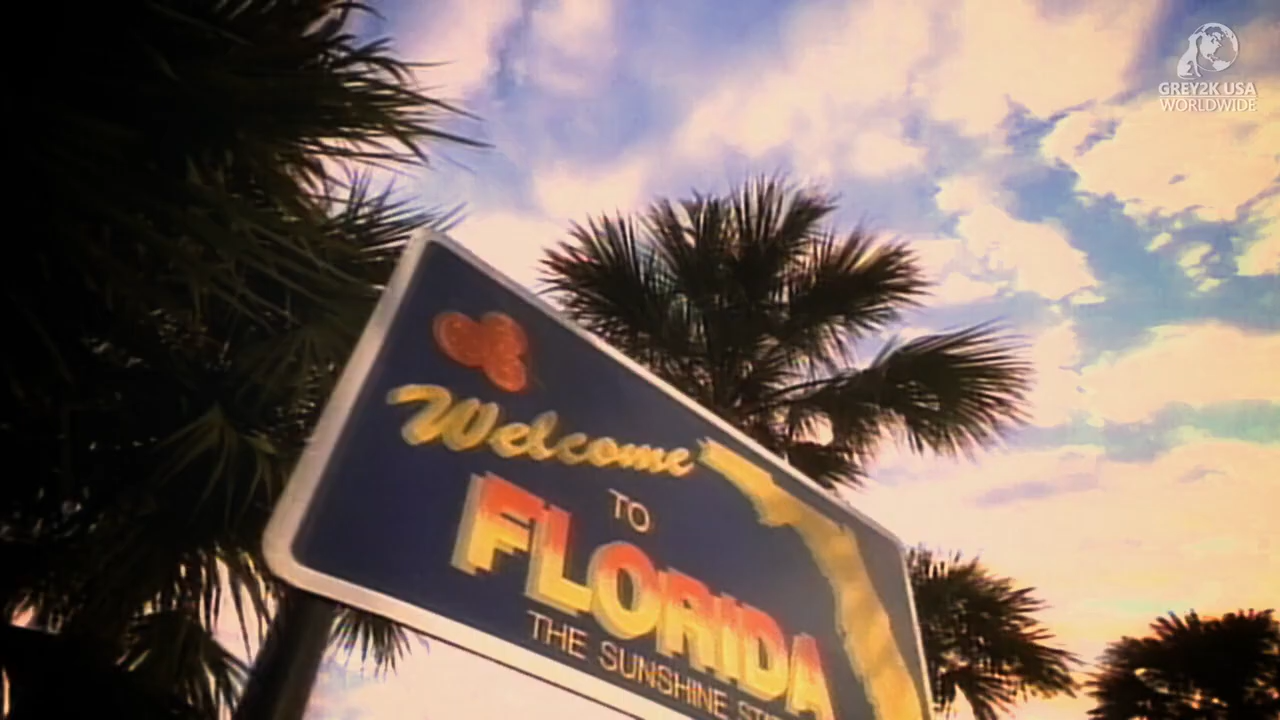 GREY2K USA
WORLDWIDE
Welcome
TO
FLORIDA
THE SUNSHINE